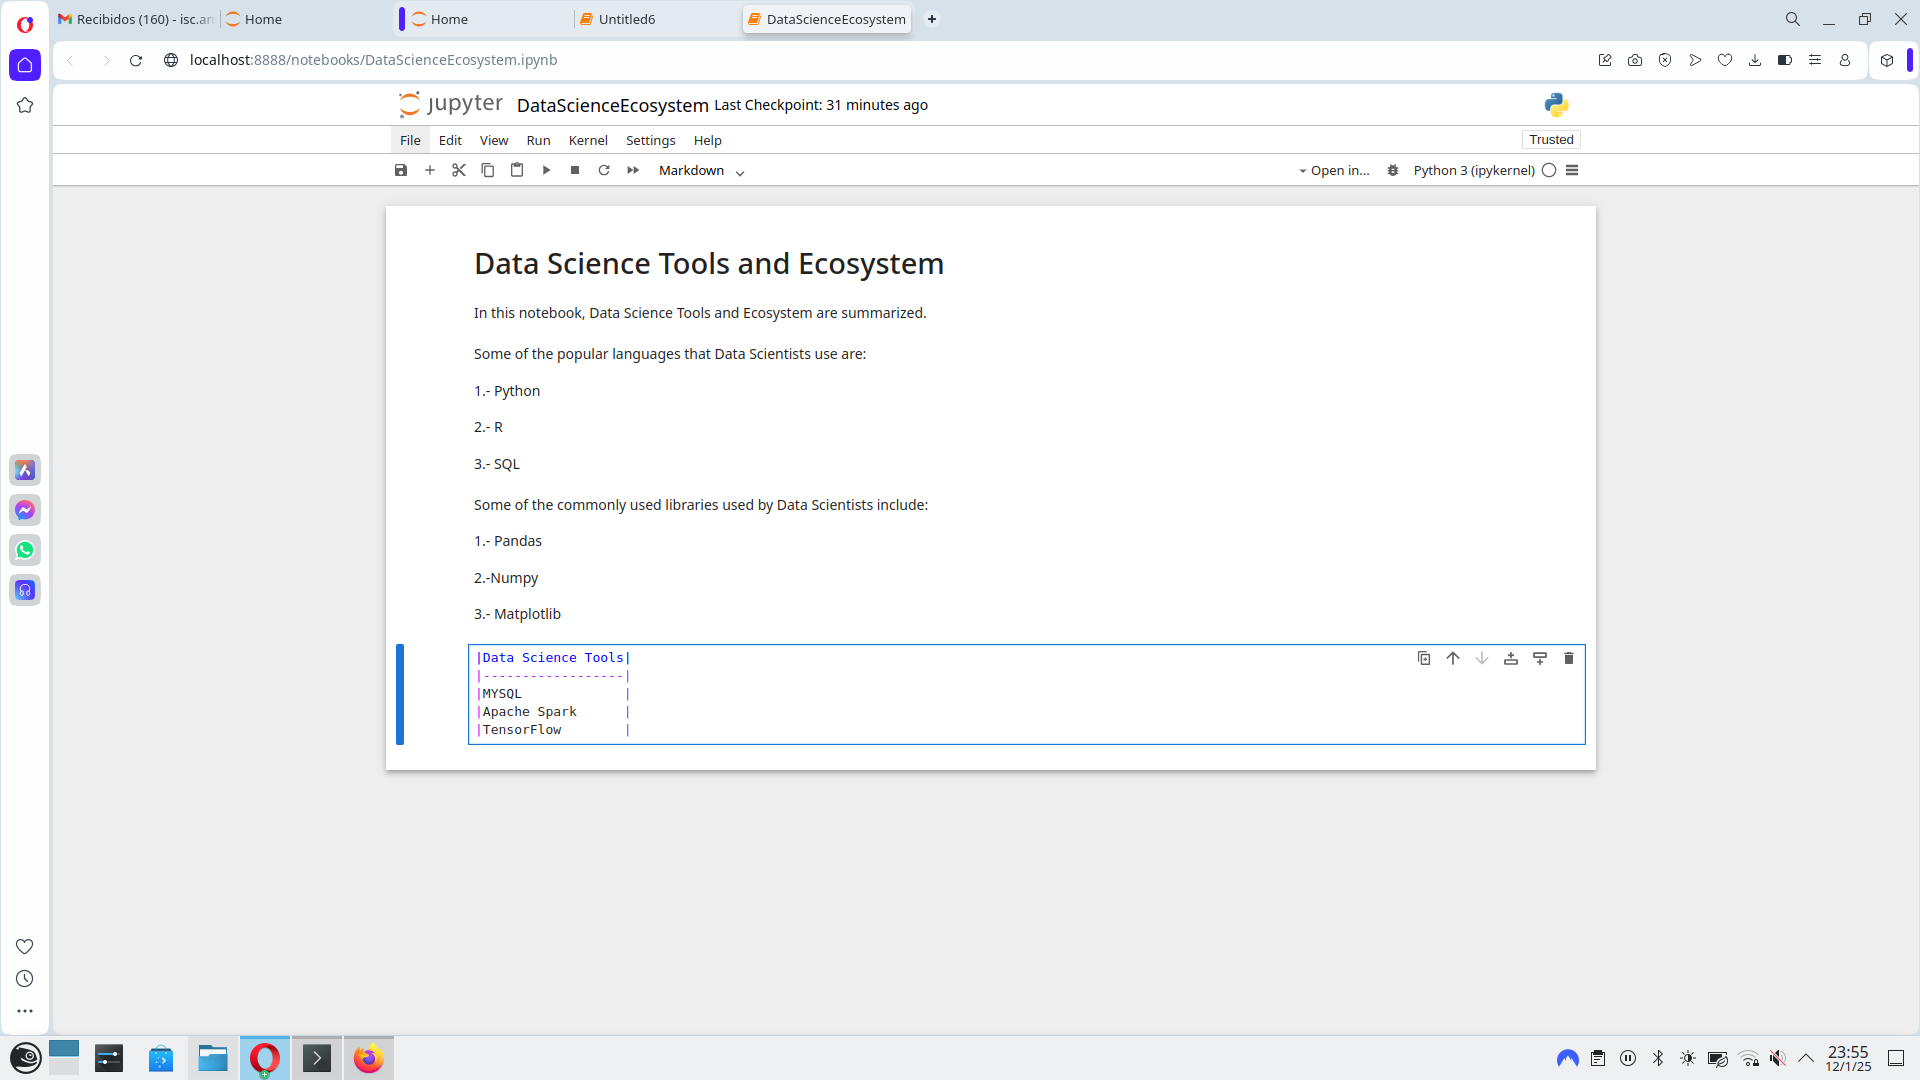 Recibidos (160) - isc.an
Home
Home
Untitled6
DataScienceEcosystem
localhost:8888/notebooks/DataScienceEcosystem.ipynb
jupyter DataScienceEcosystem Last Checkpoint: 31 minutes ago
File Edit View Run Kernel Settings Help Trusted
Markdown Open in... Python 3 (ipykernel)
Data Science Tools and Ecosystem
In this notebook, Data Science Tools and Ecosystem are summarized.
Some of the popular languages that Data Scientists use are:
1.- Python
2.- R
3.- SQL
Some of the commonly used libraries used by Data Scientists include:
1.- Pandas
2.-Numpy
3.- Matplotlib
|Data Science Tools|
|------------------|
|MYSQL             |
|Apache Spark      |
|TensorFlow        |
23:55
12/1/25